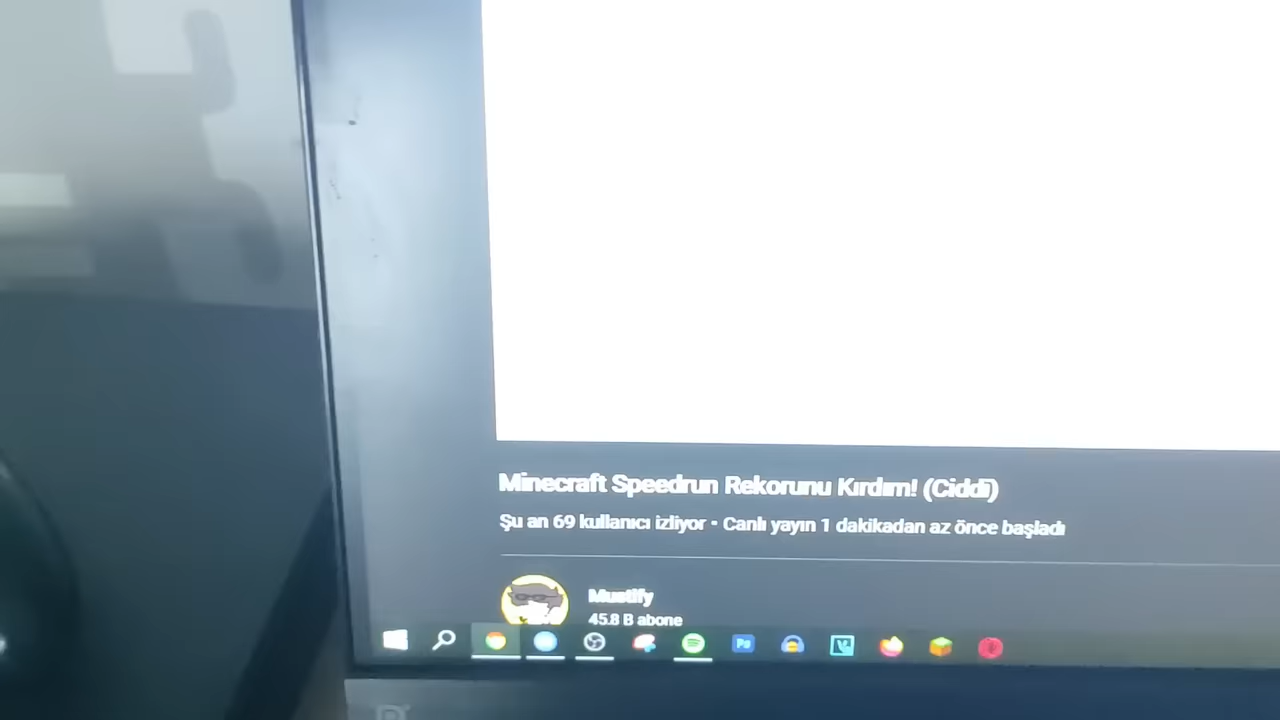 Minecraft Speedrun Rekorunu Kırdım! (Ciddi)
Şu an 69 kullanıcı izliyor • Canlı yayın 1 dakikadan az önce başladı
Mustify
45.8 B abone
Ps